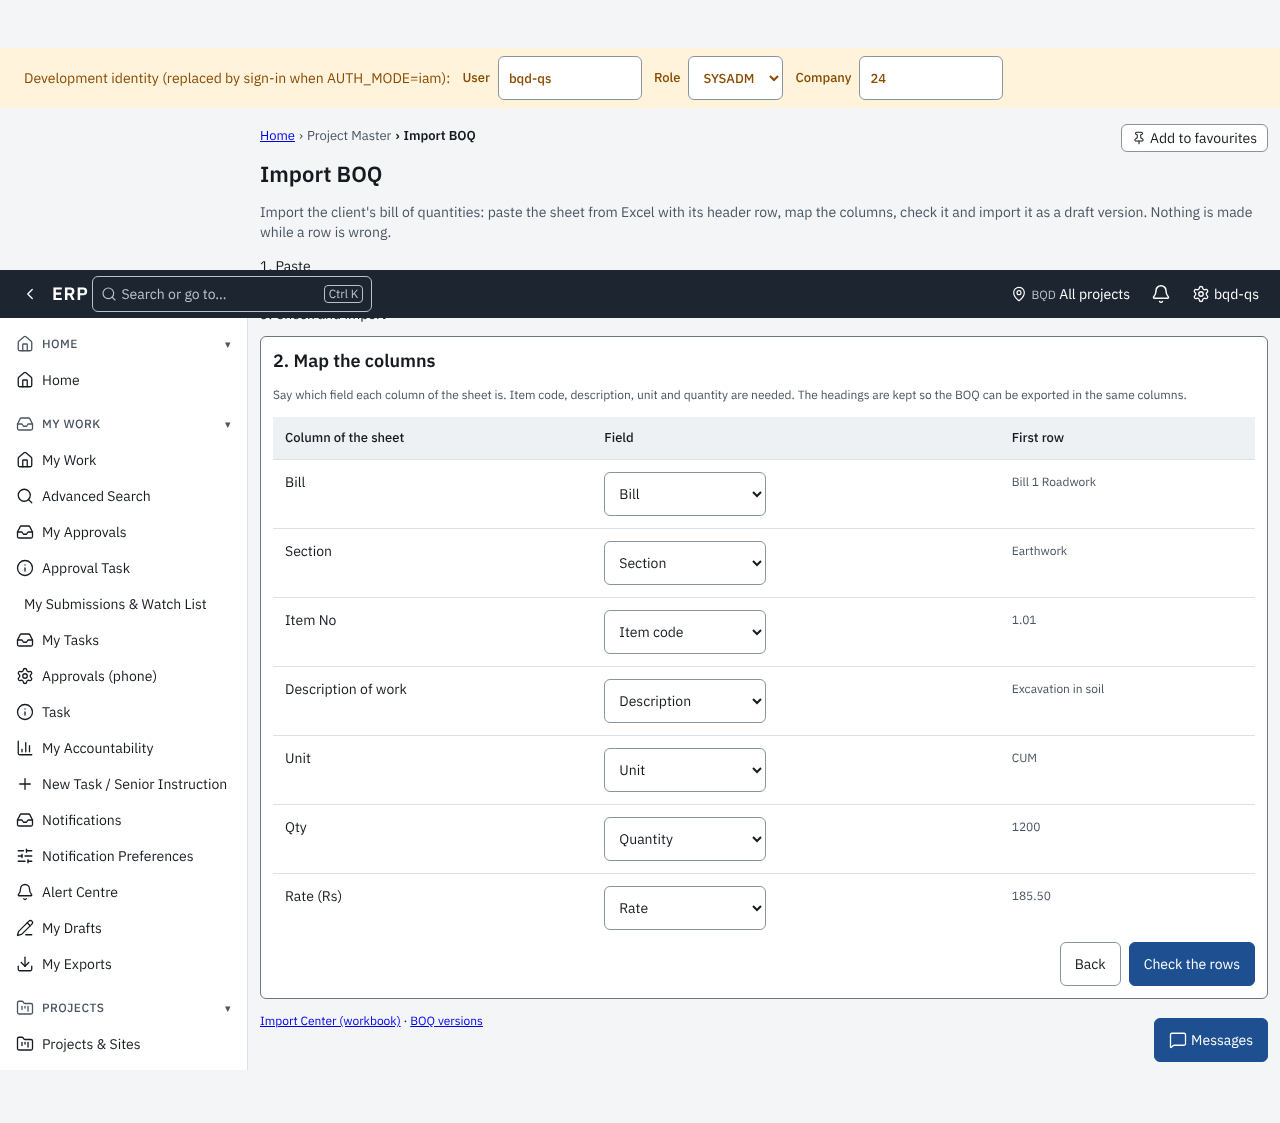 Development identity (replaced by sign-in when AUTH_MODE=iam): User bqd-qs Role SYSADM Company 24
Home › Project Master › Import BOQ
Add to favourites
Import BOQ
Import the client's bill of quantities: paste the sheet from Excel with its header row, map the columns, check it and import it as a draft version. Nothing is made
while a row is wrong.
1. Paste
ERP Search or go to... Ctrl K BQD All projects bqd-qs
HOME
Home
MY WORK
My Work
Advanced Search
My Approvals
Approval Task
My Submissions & Watch List
My Tasks
Approvals (phone)
Task
My Accountability
New Task / Senior Instruction
Notifications
Notification Preferences
Alert Centre
My Drafts
My Exports
PROJECTS
Projects & Sites
2. Map the columns
Say which field each column of the sheet is. Item code, description, unit and quantity are needed. The headings are kept so the BOQ can be exported in the same columns.
Column of the sheet Field First row
Bill Bill Bill 1 Roadwork
Section Section Earthwork
Item No Item code 1.01
Description of work Description Excavation in soil
Unit Unit CUM
Qty Quantity 1200
Rate (Rs) Rate 185.50
Back Check the rows
Import Center (workbook) · BOQ versions
Messages